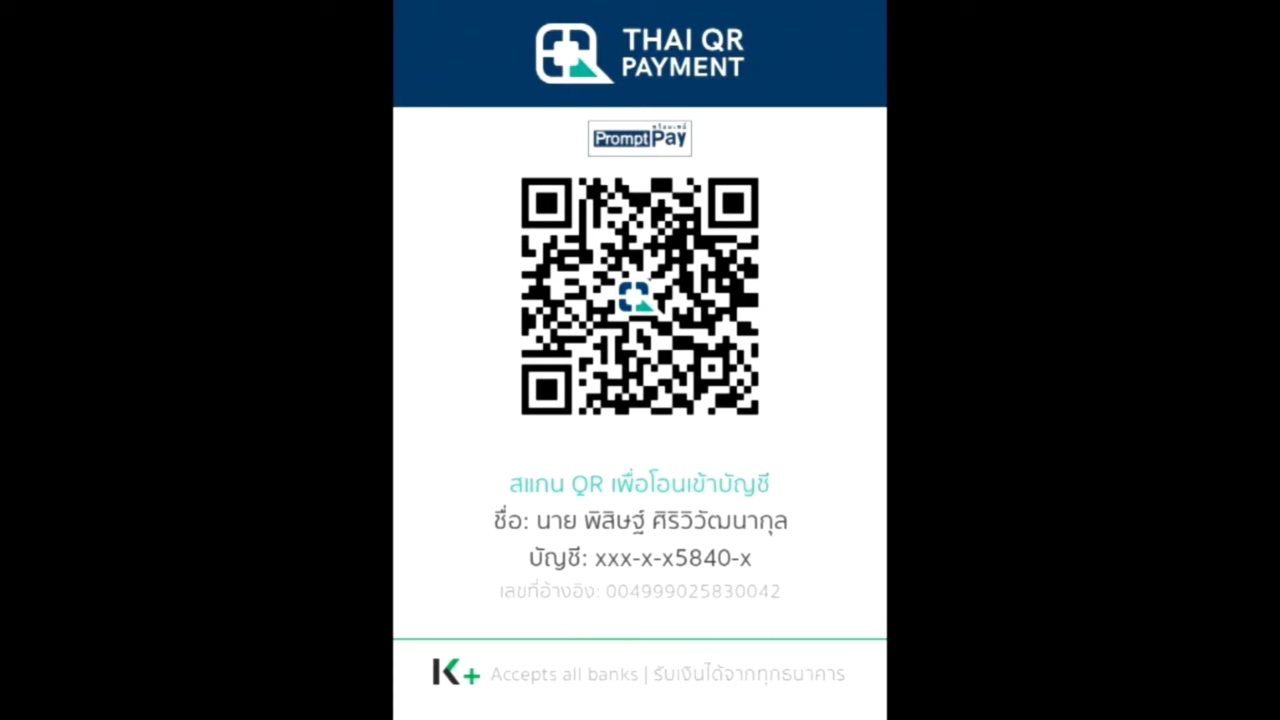 THAI QR
PAYMENT
พร้อมเพย์
PromptPay
สแกน QR เพื่อโอนเข้าบัญชี
ชื่อ: นาย พิสิษฐ์ ศิริวิวัฒนากุล
บัญชี: xxx-x-x5840-x
เลขที่อ้างอิง: 004999025830042
K+ Accepts all banks | รับเงินได้จากทุกธนาคาร